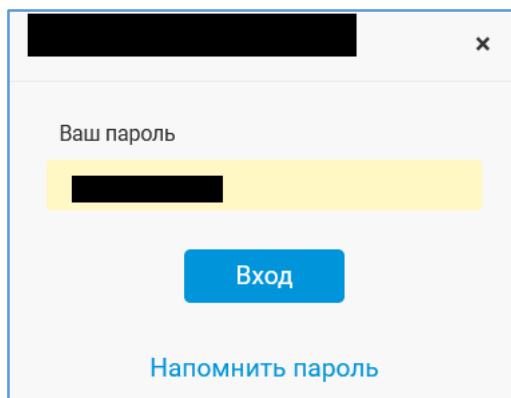 Ваш пароль
Вход
Напомнить пароль